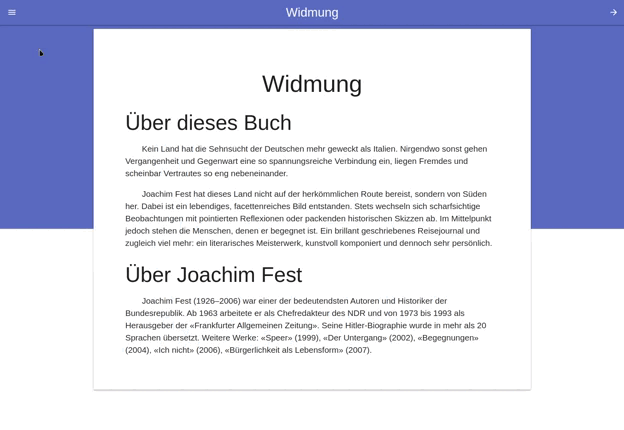 Widmung
Widmung
Über dieses Buch
Kein Land hat die Sehnsucht der Deutschen mehr geweckt als Italien. Nirgendwo sonst gehen
Vergangenheit und Gegenwart eine so spannungsreiche Verbindung ein, liegen Fremdes und
scheinbar Vertrautes so eng nebeneinander.
Joachim Fest hat dieses Land nicht auf der herkömmlichen Route bereist, sondern von Süden
her. Dabei ist ein lebendiges, facettenreiches Bild entstanden. Stets wechseln sich scharfsichtige
Beobachtungen mit pointierten Reflexionen oder packenden historischen Skizzen ab. Im Mittelpunkt
jedoch stehen die Menschen, denen er begegnet ist. Ein brillant geschriebenes Reisejournal und
zugleich viel mehr: ein literarisches Meisterwerk, kunstvoll komponiert und dennoch sehr persönlich.
Über Joachim Fest
Joachim Fest (1926–2006) war einer der bedeutendsten Autoren und Historiker der
Bundesrepublik. Ab 1963 arbeitete er als Chefredakteur des NDR und von 1973 bis 1993 als
Herausgeber der «Frankfurter Allgemeinen Zeitung». Seine Hitler-Biographie wurde in mehr als 20
Sprachen übersetzt. Weitere Werke: «Speer» (1999), «Der Untergang» (2002), «Begegnungen»
(2004), «Ich nicht» (2006), «Bürgerlichkeit als Lebensform» (2007).